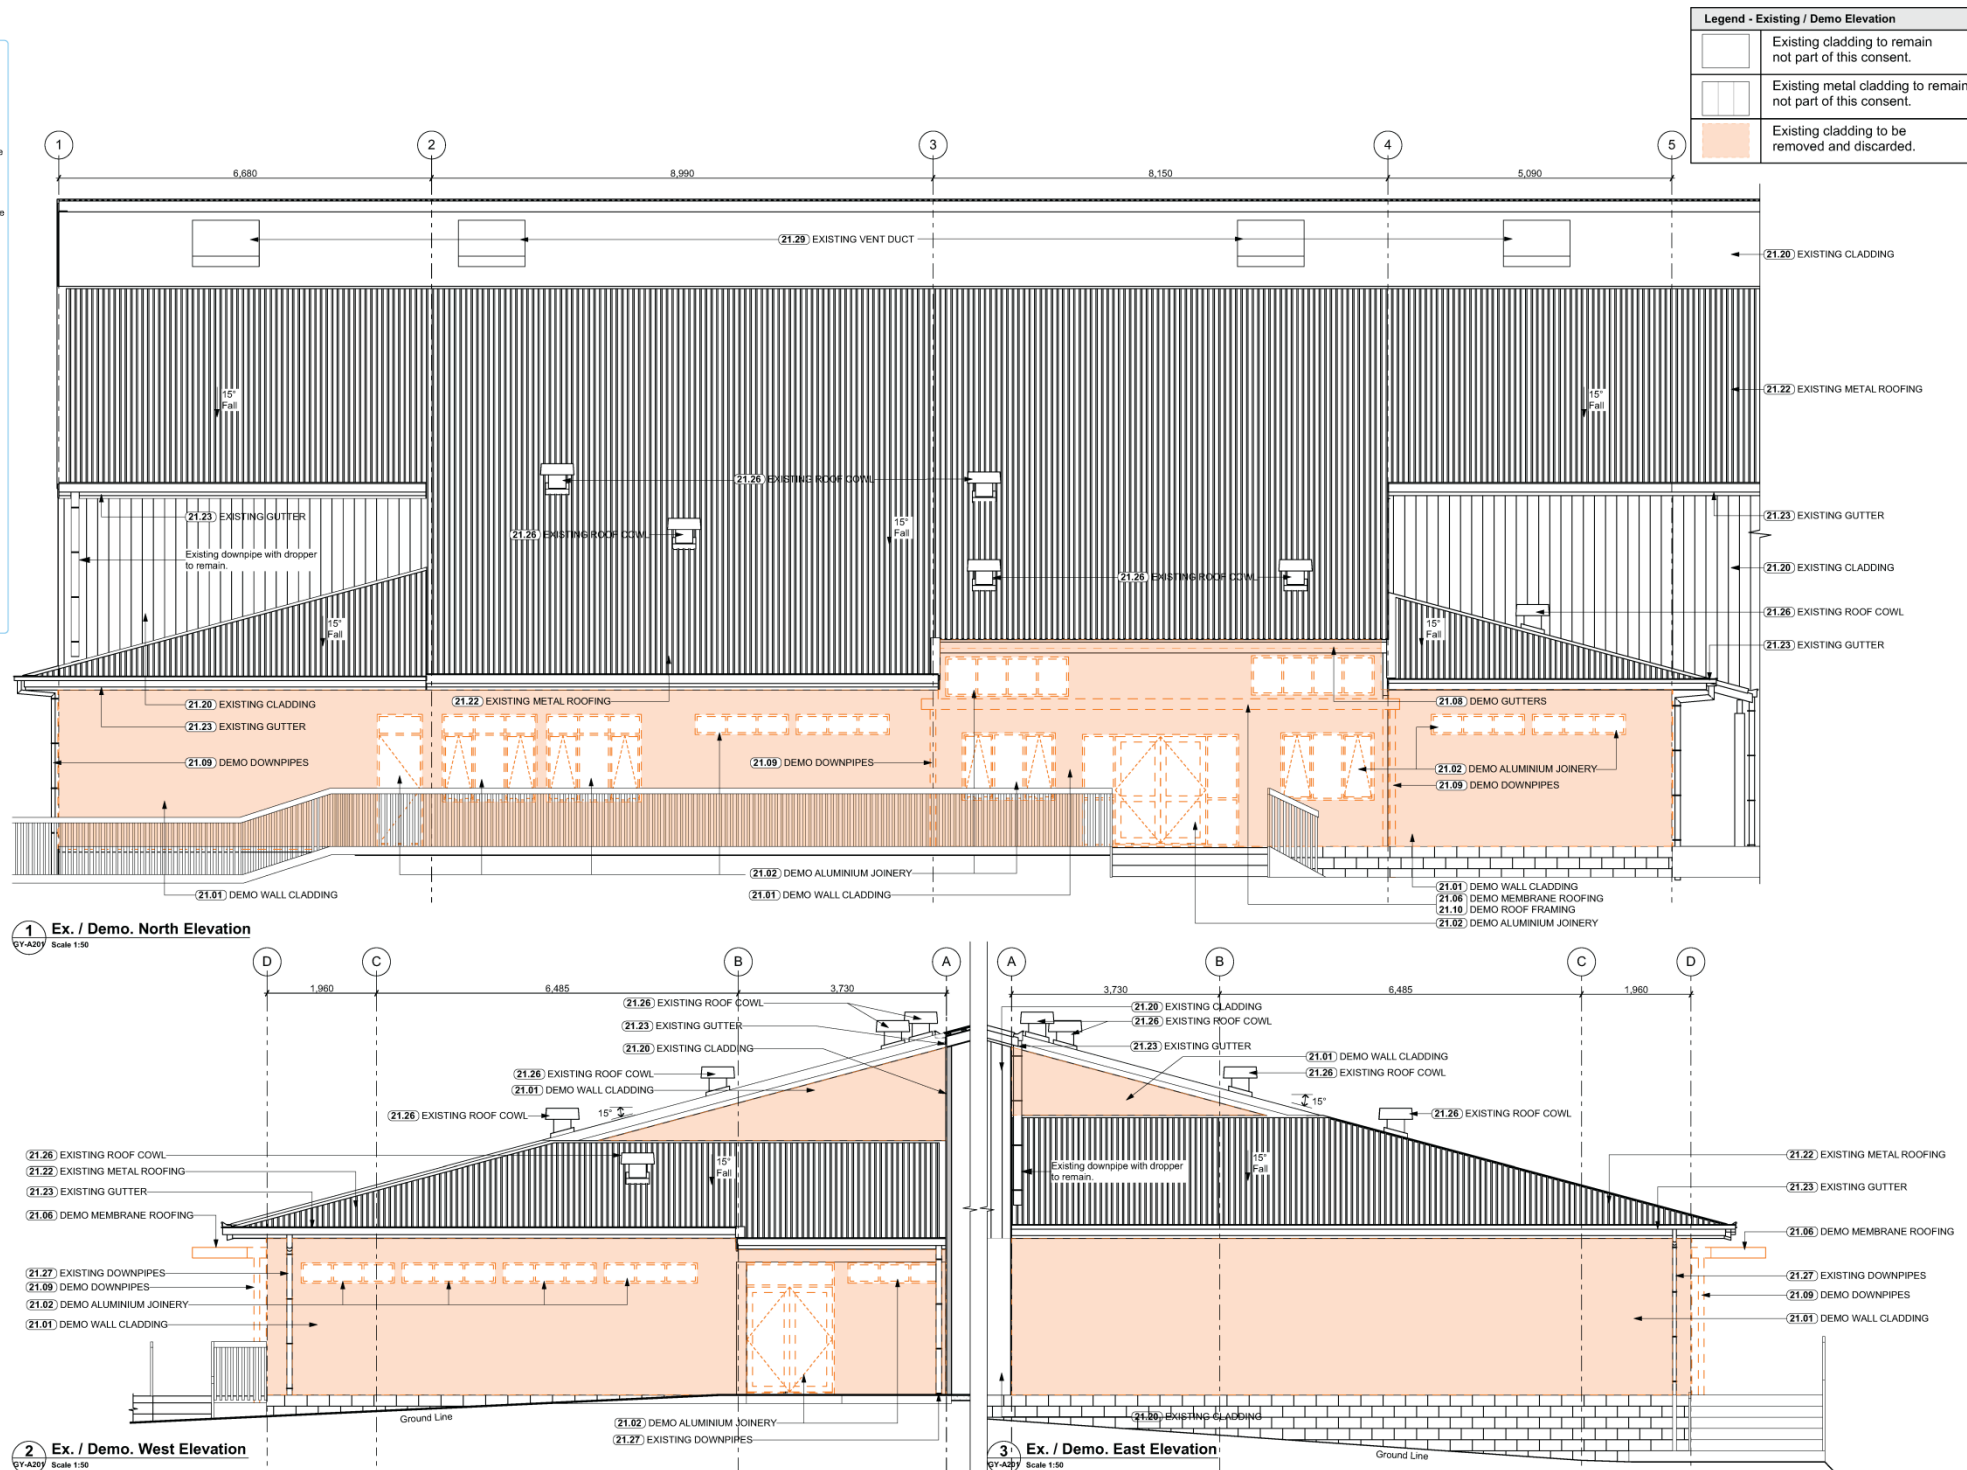 Legend - Existing / Demo Elevation
Existing cladding to remain
not part of this consent.
Existing metal cladding to remain
not part of this consent.
Existing cladding to be
removed and discarded.
e
e
1
2
3
4
5
6,680
8,990
8,150
5,090
21.29 EXISTING VENT DUCT
21.20 EXISTING CLADDING
21.22 EXISTING METAL ROOFING
15°
Fall
15°
Fall
21.26 EXISTING ROOF COWL
21.23 EXISTING GUTTER
21.23 EXISTING GUTTER
15°
Fall
21.26 EXISTING ROOF COWL
Existing downpipe with dropper
to remain.
21.20 EXISTING CLADDING
21.26 EXISTING ROOF COWL
21.26 EXISTING ROOF COWL
15°
Fall
15°
Fall
21.23 EXISTING GUTTER
21.20 EXISTING CLADDING
21.22 EXISTING METAL ROOFING
21.08 DEMO GUTTERS
21.23 EXISTING GUTTER
21.09 DEMO DOWNPIPES
21.09 DEMO DOWNPIPES
21.02 DEMO ALUMINIUM JOINERY
21.09 DEMO DOWNPIPES
21.02 DEMO ALUMINIUM JOINERY
21.01 DEMO WALL CLADDING
21.01 DEMO WALL CLADDING
21.01 DEMO WALL CLADDING
21.06 DEMO MEMBRANE ROOFING
21.10 DEMO ROOF FRAMING
21.02 DEMO ALUMINIUM JOINERY
1
GY-A201
Ex. / Demo. North Elevation
Scale 1:50
D
C
B
A
1,960
6,485
3,730
21.26 EXISTING ROOF COWL
21.23 EXISTING GUTTER
21.20 EXISTING CLADDING
21.26 EXISTING ROOF COWL
21.01 DEMO WALL CLADDING
21.26 EXISTING ROOF COWL
15°
21.26 EXISTING ROOF COWL
21.22 EXISTING METAL ROOFING
21.23 EXISTING GUTTER
21.06 DEMO MEMBRANE ROOFING
15°
Fall
21.27 EXISTING DOWNPIPES
21.09 DEMO DOWNPIPES
21.02 DEMO ALUMINIUM JOINERY
21.01 DEMO WALL CLADDING
Ground Line
21.02 DEMO ALUMINIUM JOINERY
21.27 EXISTING DOWNPIPES
2
GY-A201
Ex. / Demo. West Elevation
Scale 1:50
A
B
C
D
3,730
6,485
1,960
21.20 EXISTING CLADDING
21.26 EXISTING ROOF COWL
21.23 EXISTING GUTTER
21.01 DEMO WALL CLADDING
21.26 EXISTING ROOF COWL
15°
21.26 EXISTING ROOF COWL
Existing downpipe with dropper
to remain.
15°
Fall
21.22 EXISTING METAL ROOFING
21.23 EXISTING GUTTER
21.06 DEMO MEMBRANE ROOFING
21.27 EXISTING DOWNPIPES
21.09 DEMO DOWNPIPES
21.01 DEMO WALL CLADDING
21.20 EXISTING CLADDING
Ground Line
3
GY-A201
Ex. / Demo. East Elevation
Scale 1:50